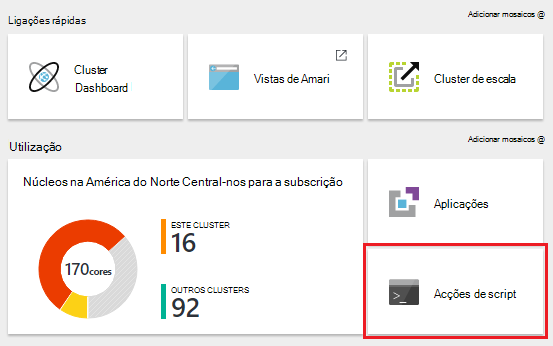 Ligações rápidas
Adicionar mosaicos @
Cluster
Dashboard
Vistas de Amari
Cluster de escala
Adicionar mosaicos @
Utilização
Núcleos na América do Norte Central-nos para a subscrição
170cores
ESTE CLUSTER
16
OUTROS CLUSTERS
92
Aplicações
>_
Acções de script